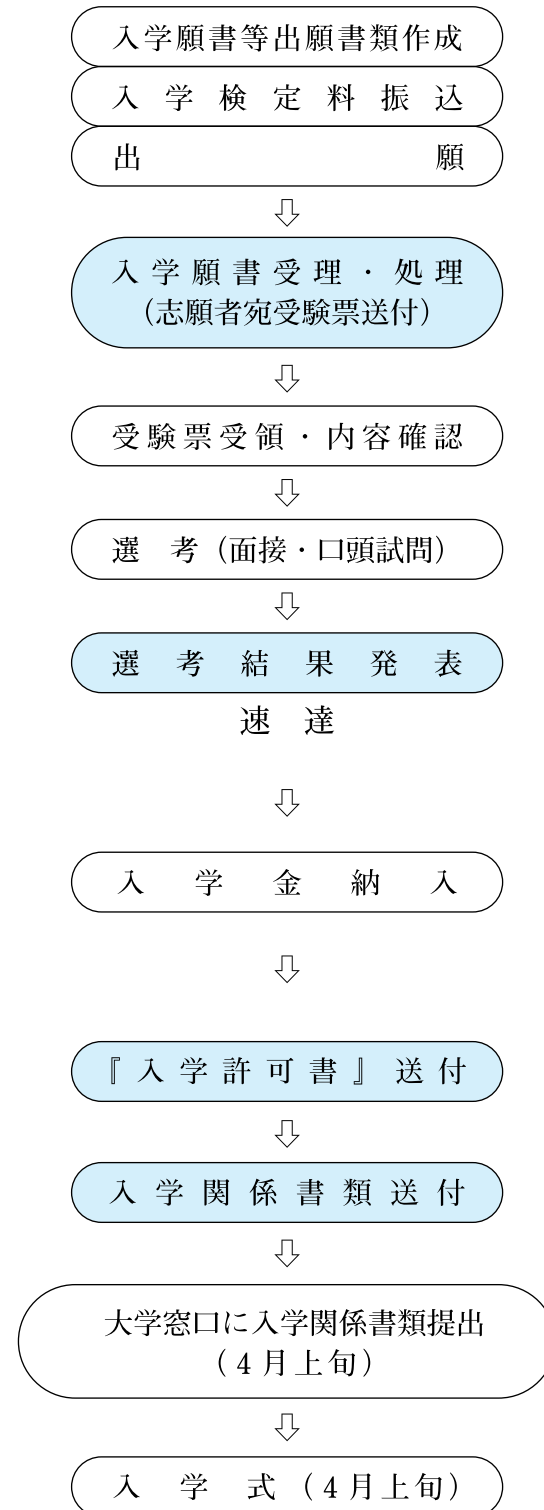 入学願書等出願書類作成
入学検定料振込
出願
入学願書受理・処理
(志願者宛受験票送付)
受験票受領・内容確認
選考(面接・口頭試問)
選考結果発表
速達
入学金納入
『入学許可書』送付
入学関係書類送付
大学窓口に入学関係書類提出
(4月上旬)
入学式(4月上旬)